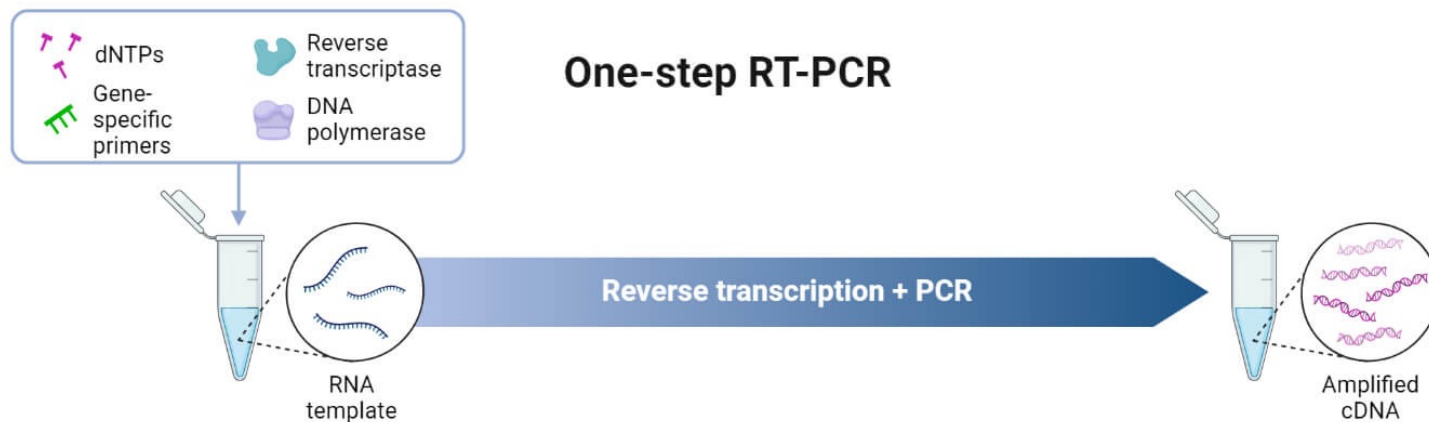 dNTPs
Gene-
specific
primers
Reverse
transcriptase
DNA
polymerase
One-step RT-PCR
Reverse transcription + PCR
RNA
template
Amplified
cDNA